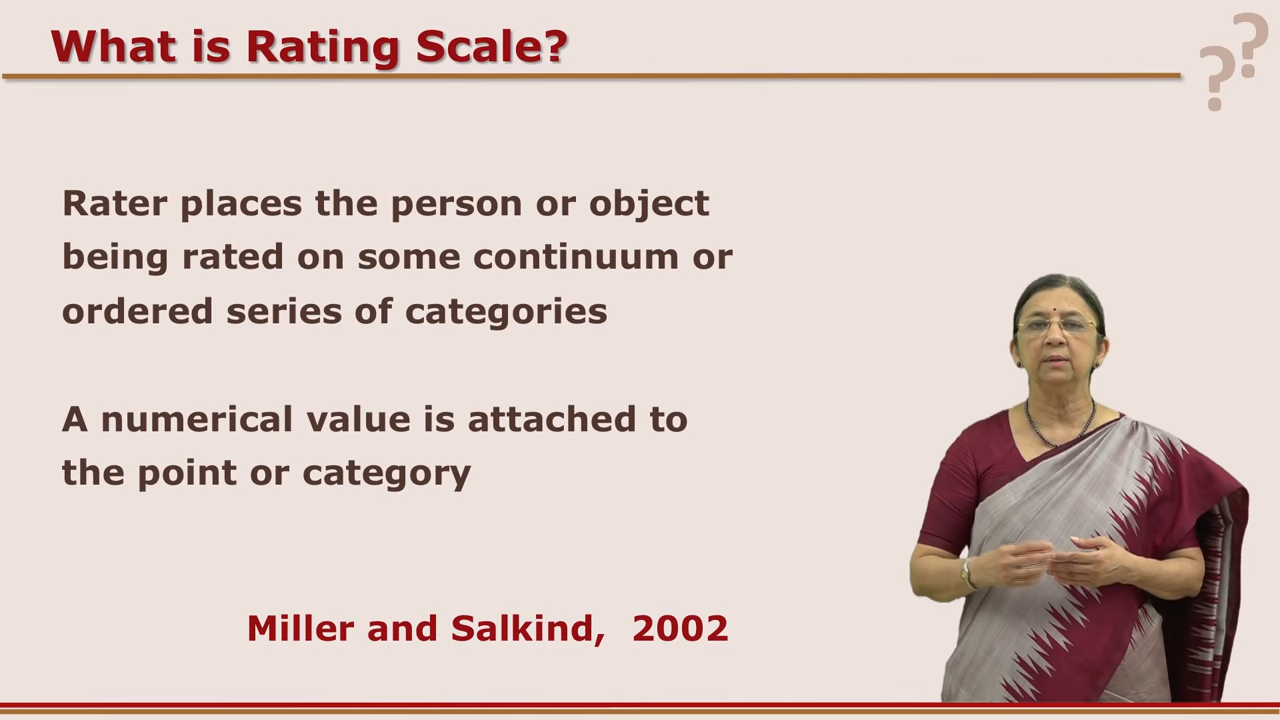 What is Rating Scale?
??
Rater places the person or object
being rated on some continuum or
ordered series of categories
A numerical value is attached to
the point or category
Miller and Salkind, 2002